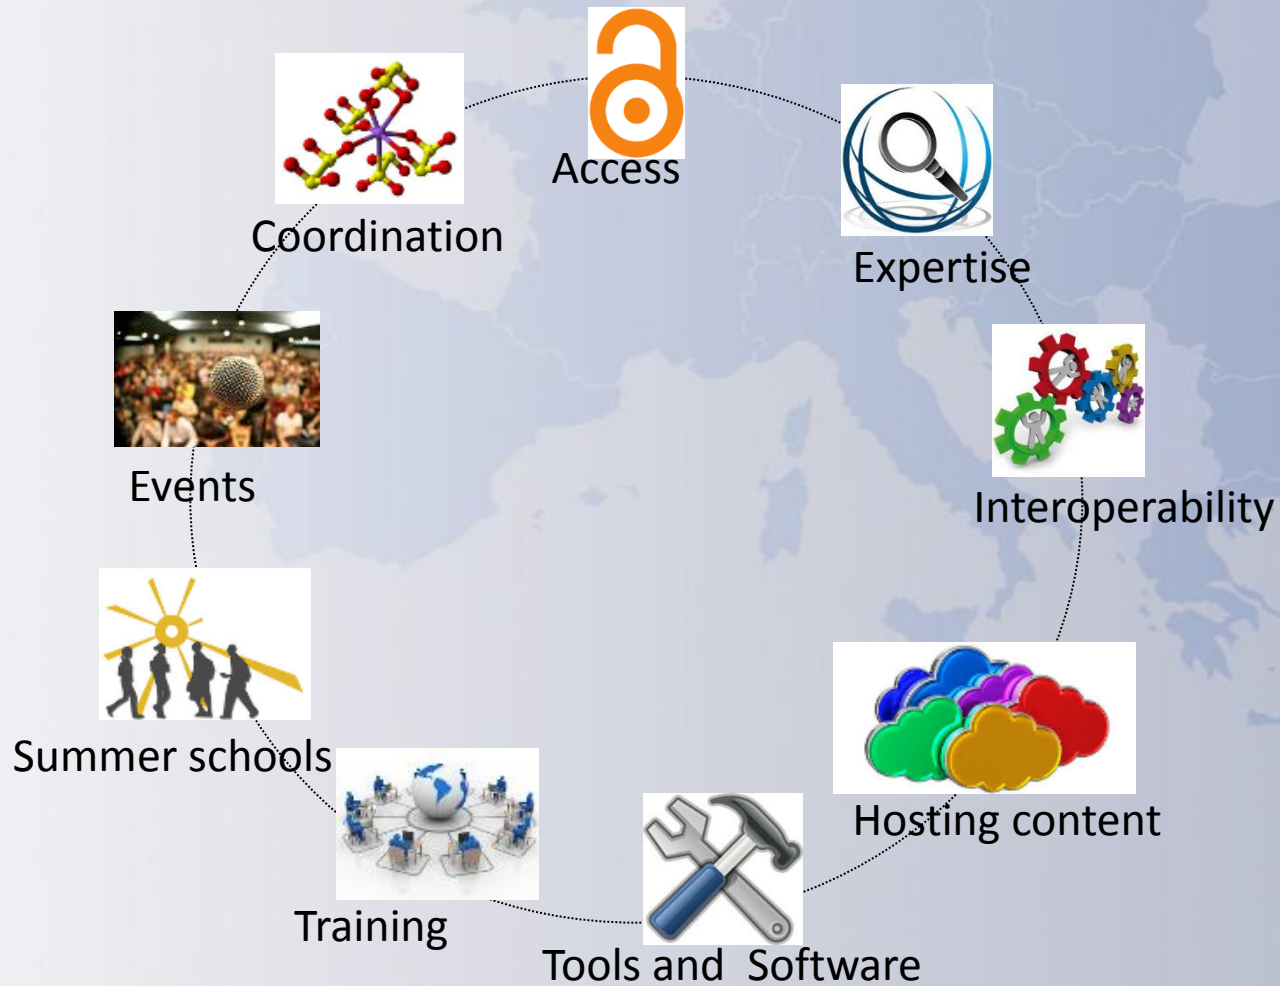 Access
Coordination
Expertise
Events
Interoperability
Summer schools
Hosting content
Training
Tools and  Software